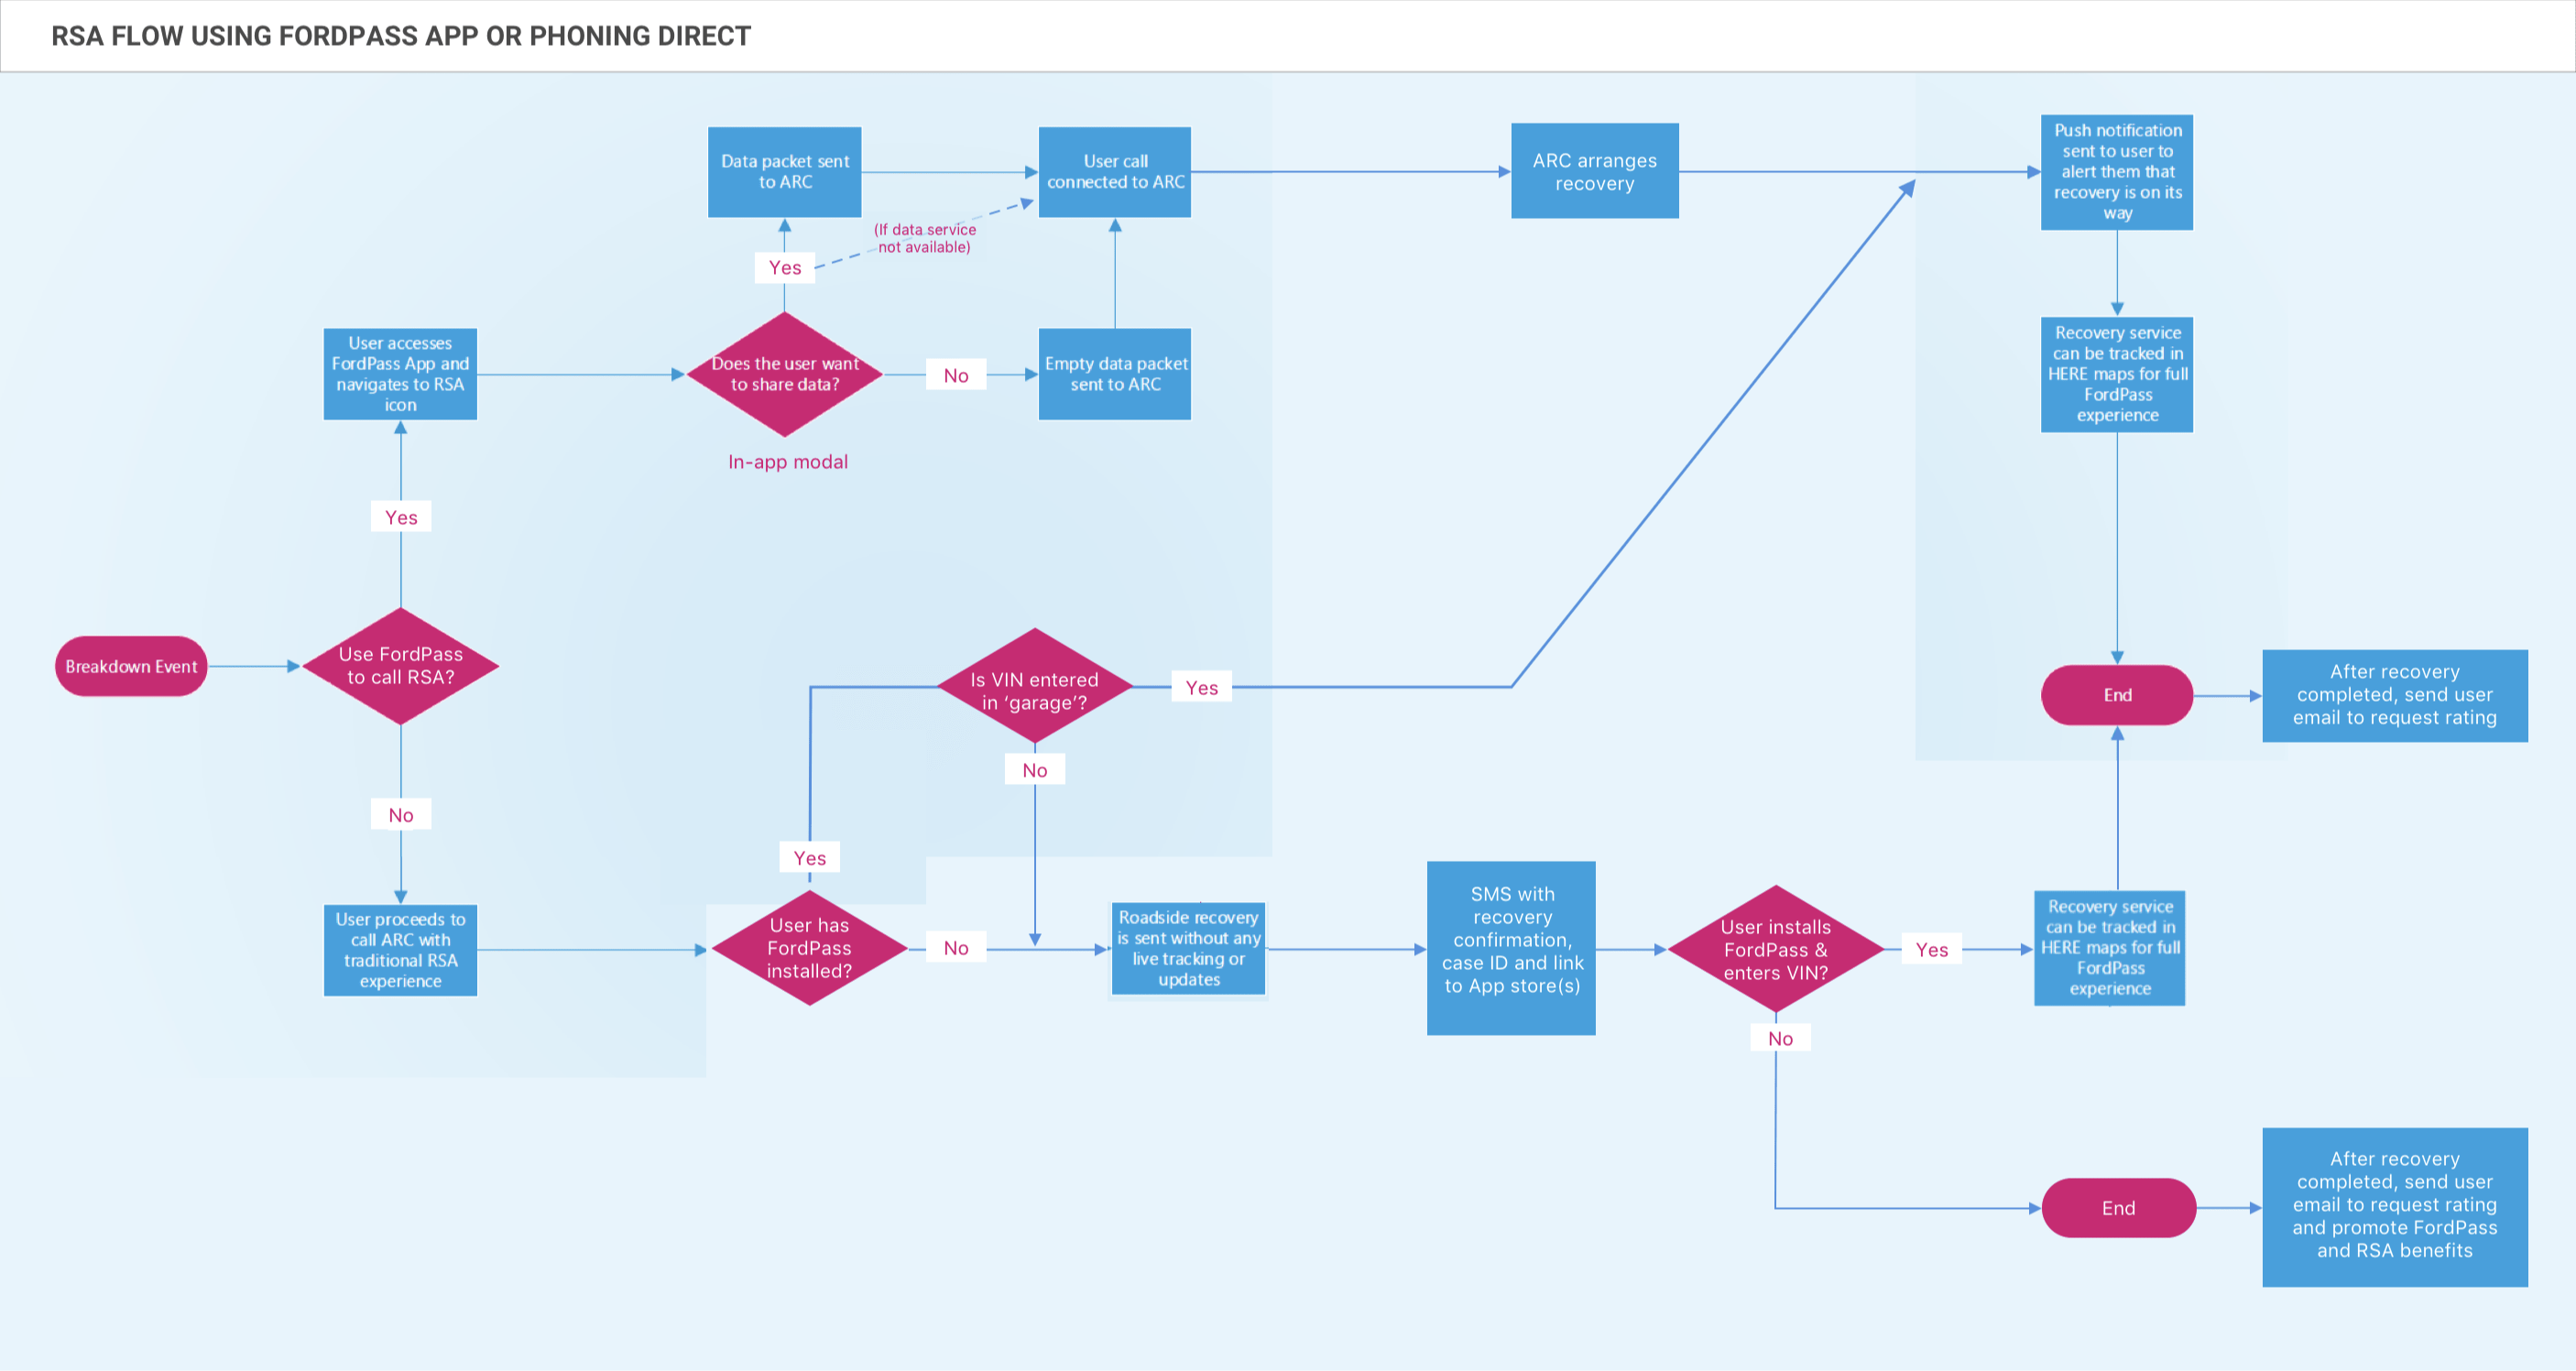 RSA FLOW USING FORDPASS APP OR PHONING DIRECT
Data packet sent
to ARC
User call
connected to ARC
ARC arranges
recovery
Push notification
sent to user to
alert them that
recovery is on its
way
(If data service
not available)
Yes
User accesses
FordPass App and
navigates to RSA
icon
Does the user want
to share data?
No
Empty data packet
sent to ARC
Recovery service
can be tracked in
HERE maps for full
FordPass
experience
In-app modal
Yes
Breakdown Event
Use FordPass
to call RSA?
Is VIN entered
in ‘garage’?
Yes
End
After recovery
completed, send user
email to request rating
No
No
Yes
User proceeds to
call ARC with
traditional RSA
experience
User has
FordPass
installed?
No
Roadside recovery
is sent without any
live tracking or
updates
SMS with
recovery
confirmation,
case ID and link
to App store(s)
User installs
FordPass &
enters VIN?
Yes
Recovery service
can be tracked in
HERE maps for full
FordPass
experience
No
End
After recovery
completed, send user
email to request rating
and promote FordPass
and RSA benefits